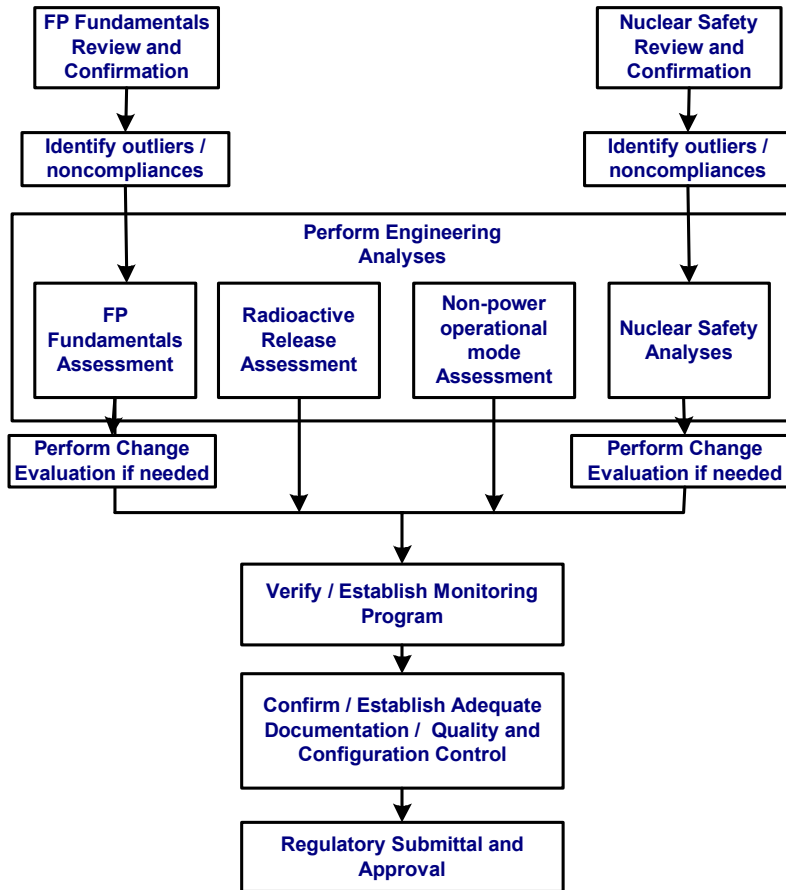 FP Fundamentals
Review and
Confirmation
Nuclear Safety
Review and
Confirmation
Identify outliers /
noncompliances
Identify outliers /
noncompliances
Perform Engineering
Analyses
FP
Fundamentals
Assessment
Radioactive
Release
Assessment
Non-power
operational
mode
Assessment
Nuclear Safety
Analyses
Perform Change
Evaluation if needed
Perform Change
Evaluation if needed
Verify / Establish Monitoring
Program
Confirm / Establish Adequate
Documentation / Quality and
Configuration Control
Regulatory Submittal and
Approval